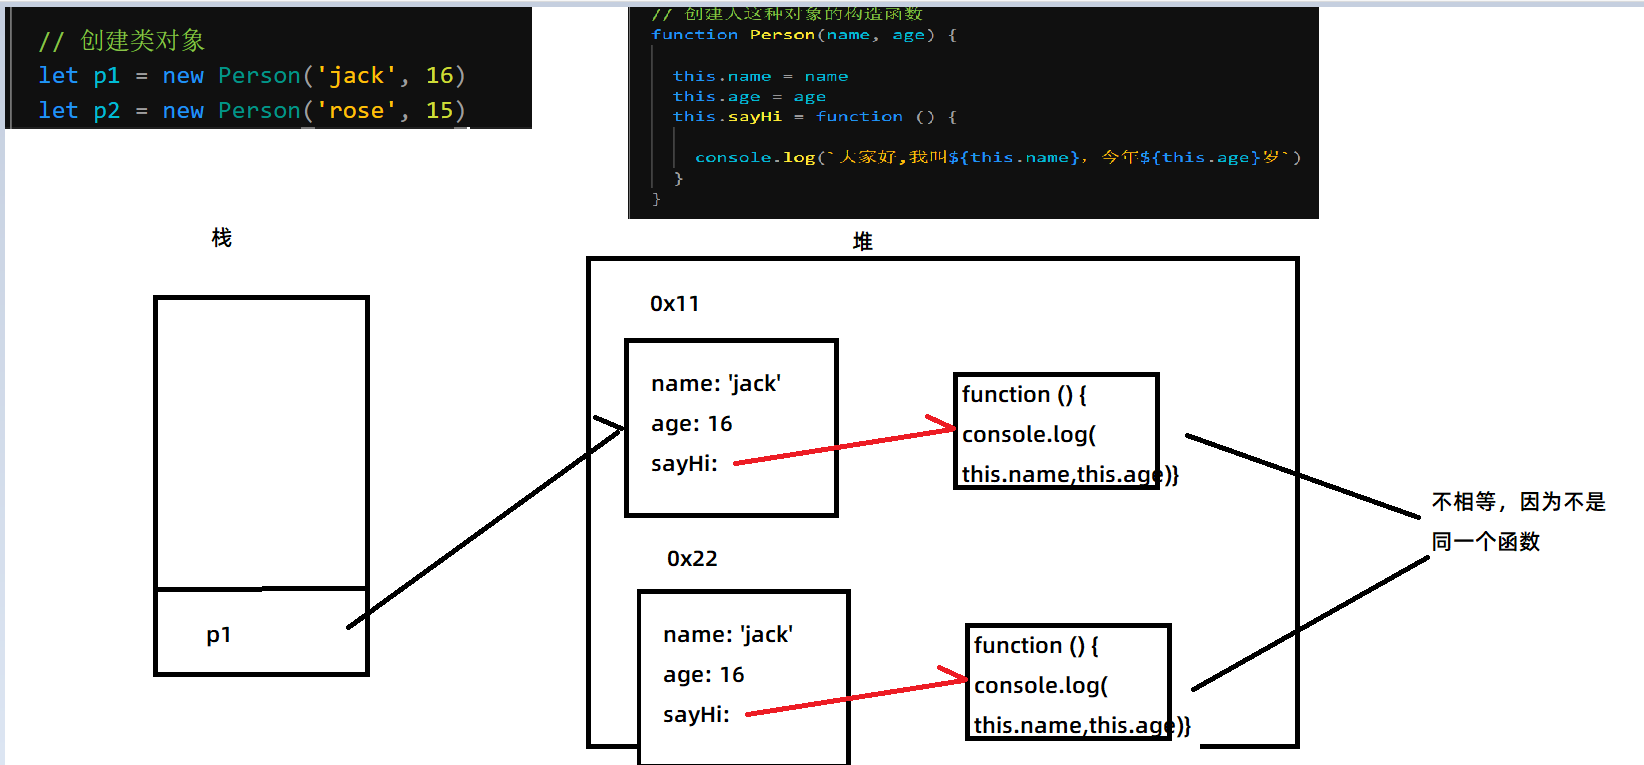 // 创建类对象
let p1 = new Person('jack', 16)
let p2 = new Person('rose', 15)
// 创建人这种对象的构造函数
function Person(name, age) {
this.name = name
this.age = age
this.sayHi = function () {
console.log(`大家好,我叫${this.name}, 今年${this.age}岁`)
}
}
栈
堆
0x11
name: 'jack'
age: 16
sayHi:
function () {
console.log(
this.name,this.age)}
不相等，因为不是
同一个函数
0x22
p1
name: 'jack'
age: 16
sayHi:
function () {
console.log(
this.name,this.age)}